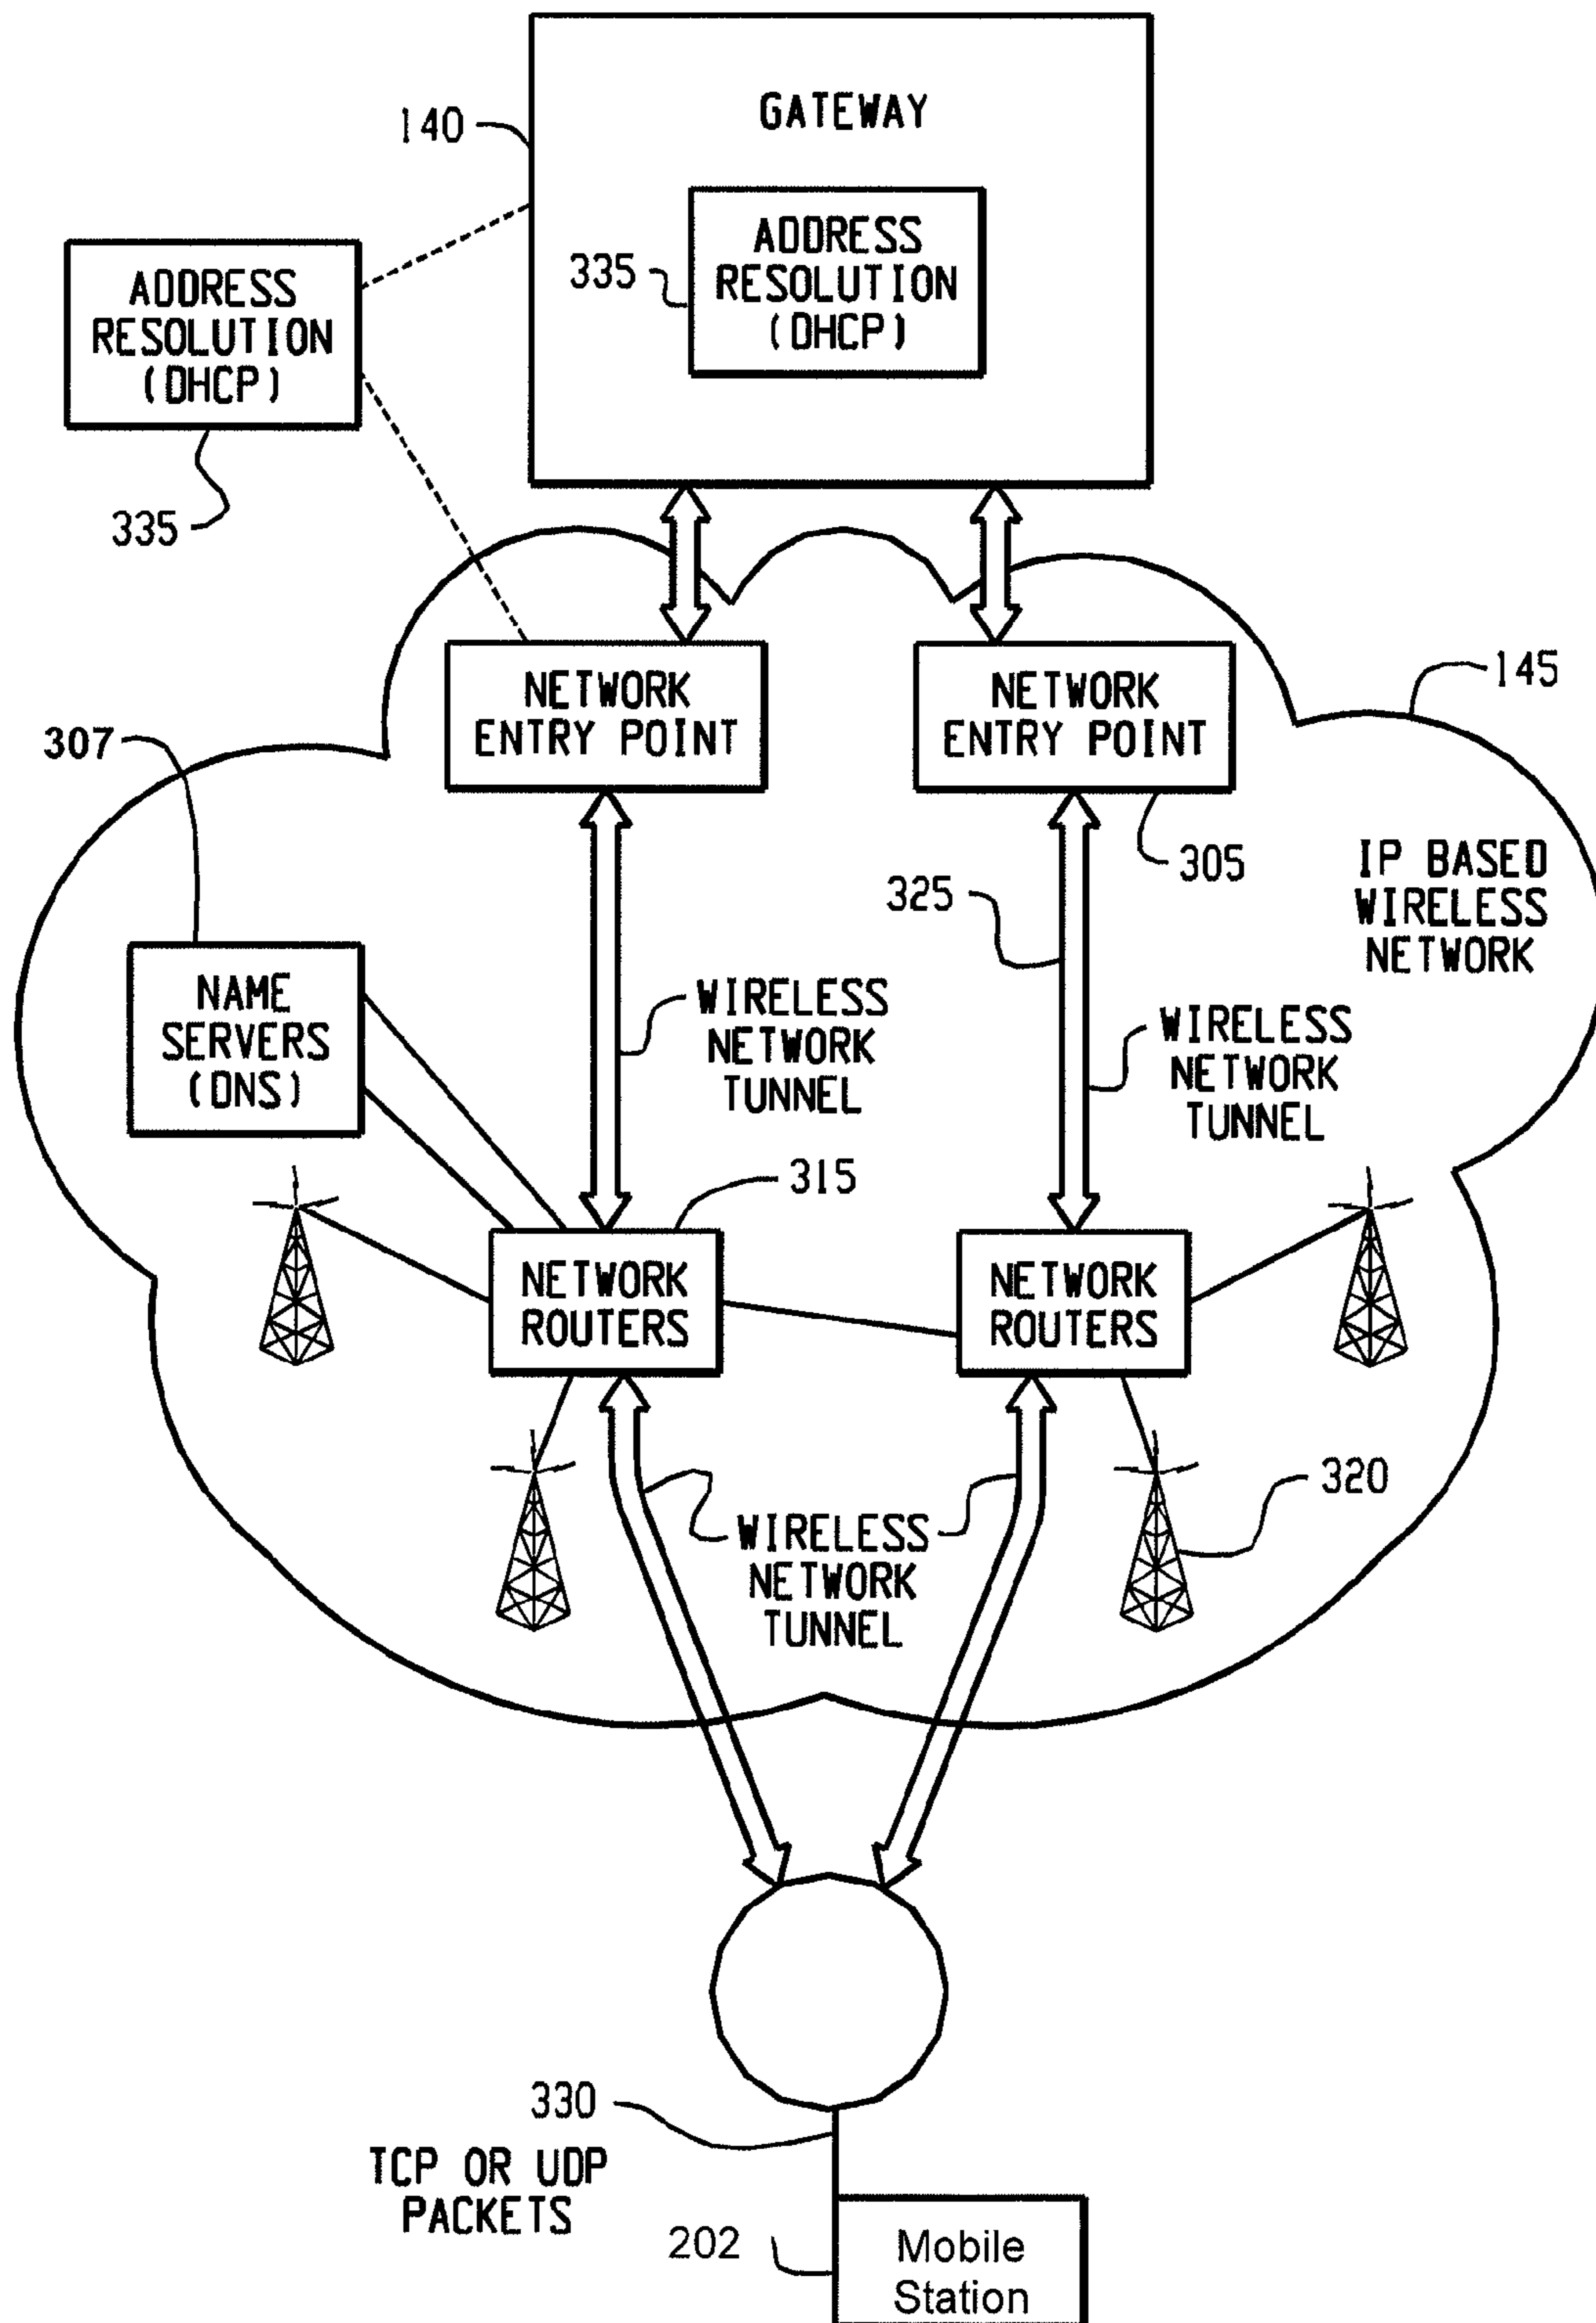 GATEWAY
140
ADDRESS
RESOLUTION
(DHCP)
335
ADDRESS
RESOLUTION
(DHCP)
335
NETWORK
ENTRY POINT
NETWORK
ENTRY POINT
145
307
305
325
IP BASED
WIRELESS
NETWORK
NAME
SERVERS
(DNS)
WIRELESS
NETWORK
TUNNEL
WIRELESS
NETWORK
TUNNEL
315
NETWORK
ROUTERS
NETWORK
ROUTERS
320
WIRELESS
NETWORK
TUNNEL
330
TCP OR UDP
PACKETS
202
Mobile
Station